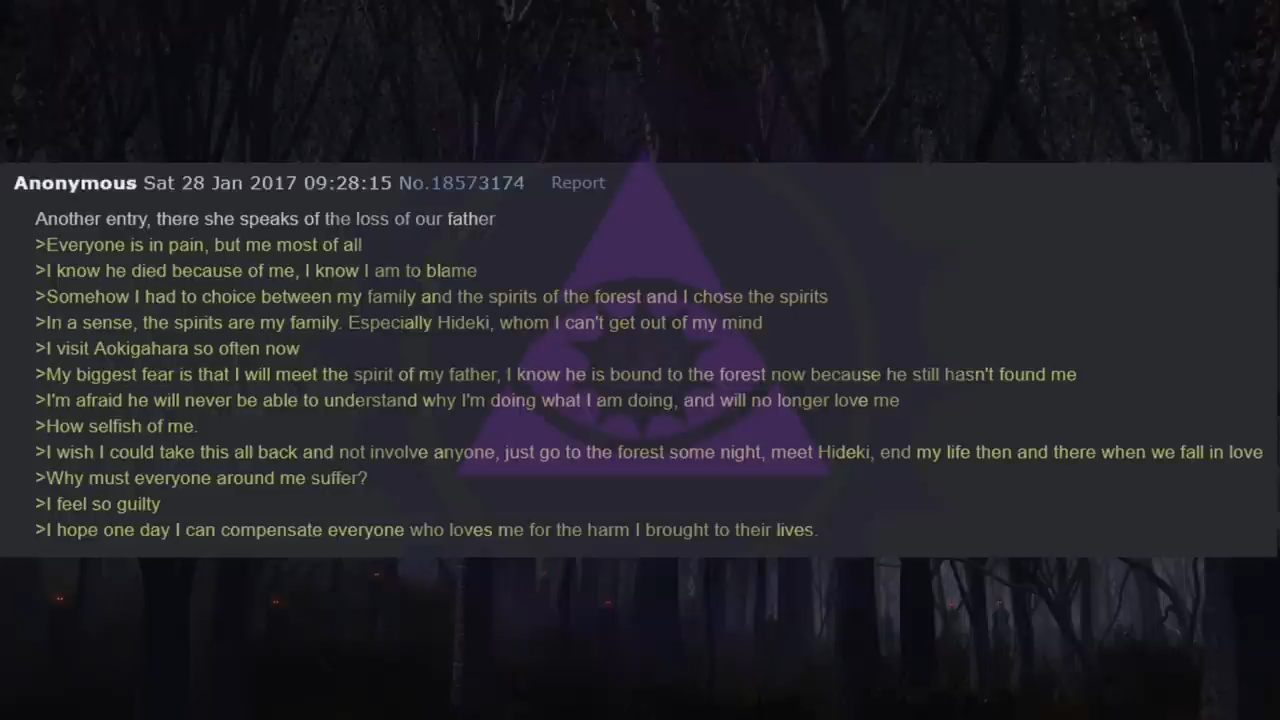 Anonymous Sat 28 Jan 2017 09:28:15 No.18573174 Report
Another entry, there she speaks of the loss of our father
>Everyone is in pain, but me most of all
>I know he died because of me, I know I am to blame
>Somehow I had to choice between my family and the spirits of the forest and I chose the spirits
>In a sense, the spirits are my family. Especially Hideki, whom I can't get out of my mind
>I visit Aokigahara so often now
>My biggest fear is that I will meet the spirit of my father, I know he is bound to the forest now because he still hasn't found me
>I'm afraid he will never be able to understand why I'm doing what I am doing, and will no longer love me
>How selfish of me.
>I wish I could take this all back and not involve anyone, just go to the forest some night, meet Hideki, end my life then and there when we fall in love
>Why must everyone around me suffer?
>I feel so guilty
>I hope one day I can compensate everyone who loves me for the harm I brought to their lives.